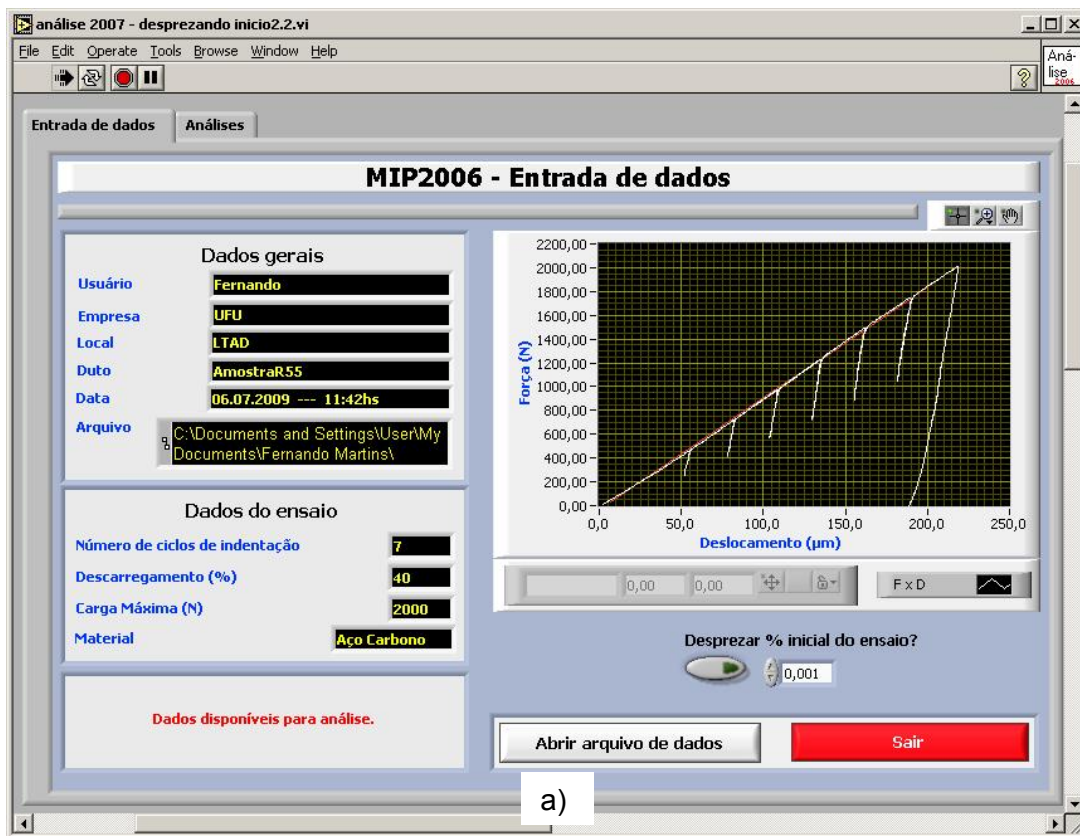 análise 2007 - desprezando inicio2.2.vi
File Edit Operate Tools Browse Window Help
Aná-
lise
2006
Entrada de dados Análises
MIP2006 - Entrada de dados
Dados gerais
Usuário Fernando
Empresa UFU
Local LTAD
Duto AmostraR55
Data 06.07.2009 --- 11:42hs
Arquivo C:\Documents and Settings\User\My
Documents\Fernando Martins\
Dados do ensaio
Número de ciclos de indentação 7
Descarregamento (%) 40
Carga Máxima (N) 2000
Material Aço Carbono
Dados disponíveis para análise.
Força (N)
2200,00
2000,00
1800,00
1600,00
1400,00
1200,00
1000,00
800,00
600,00
400,00
200,00
0,00
0,0 50,0 100,0 150,0 200,0 250,0
Deslocamento (µm)
0,00 0,00
F x D
Desprezar % inicial do ensaio?
0,001
Abrir arquivo de dados Sair
a)